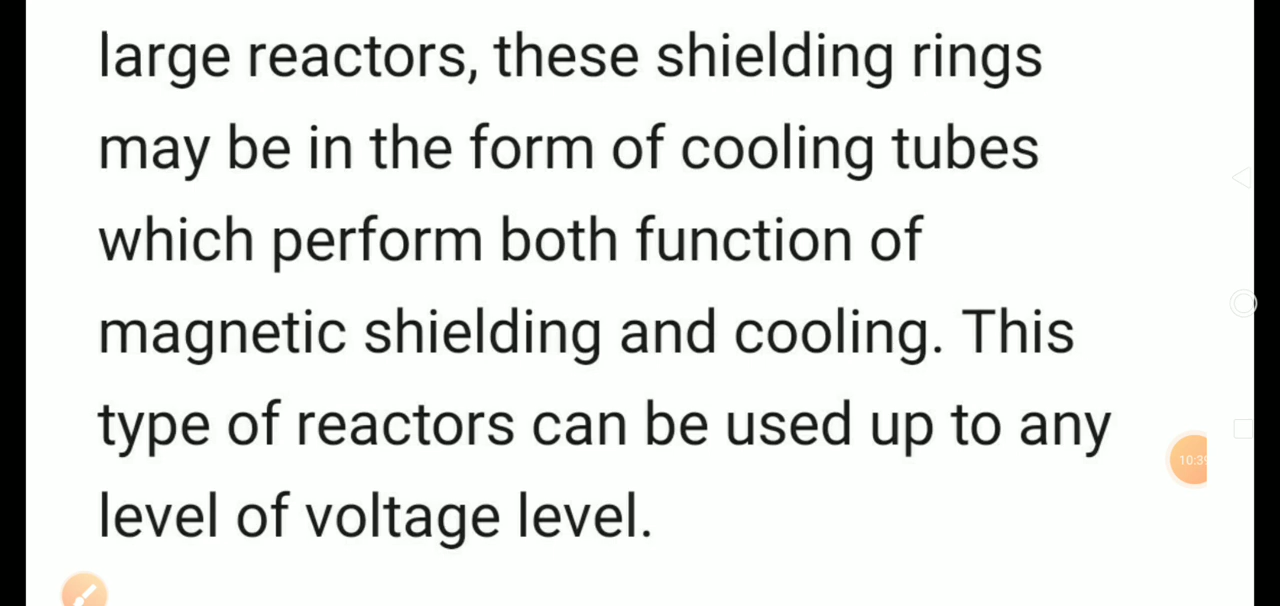 large reactors, these shielding rings
may be in the form of cooling tubes
which perform both function of
magnetic shielding and cooling. This
type of reactors can be used up to any
level of voltage level.